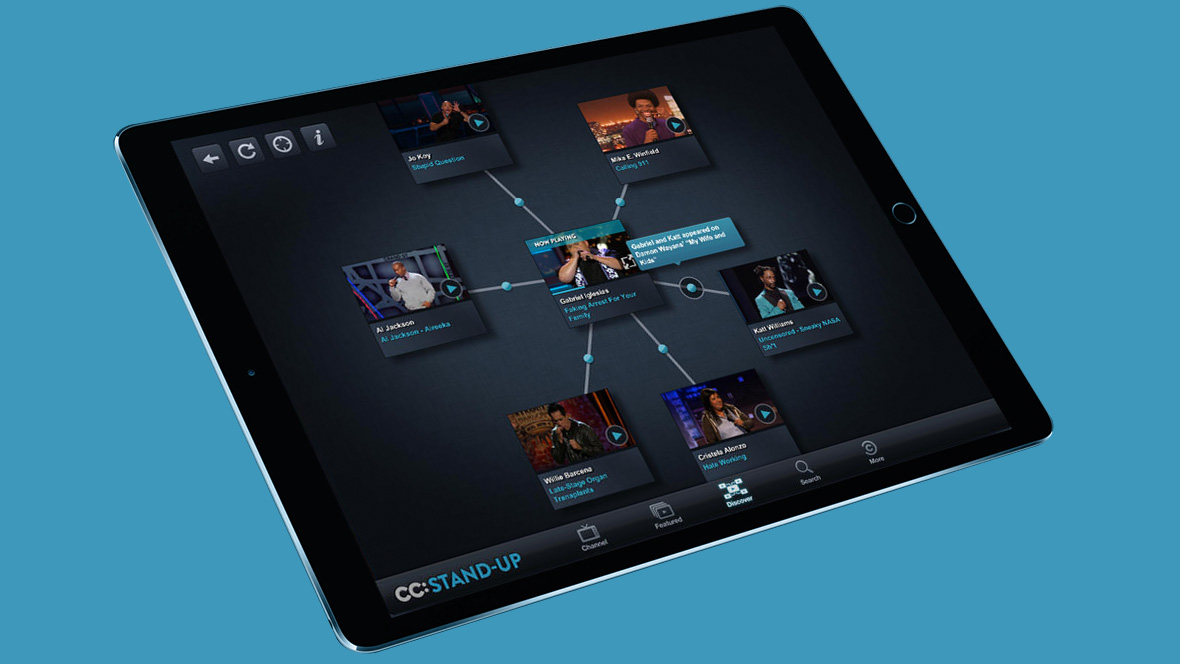 Jo Koy
Stupid Question
Mike E. Winfield
Calling 911
NOW PLAYING
Gabriel Iglesias
Faking Arrest For Your
Family
Gabriel and Katt appeared on
Damon Wayans' "My Wife and
Kids"
Al Jackson
Al Jackson - Aireeka
Katt Williams
Uncensored - Sneaky NASA
Sh*t
Willie Barcena
Late-Stage Organ
Transplants
Cristela Alonzo
Hate Working
CC:STAND-UP
Channel
Featured
Discover
Search
More